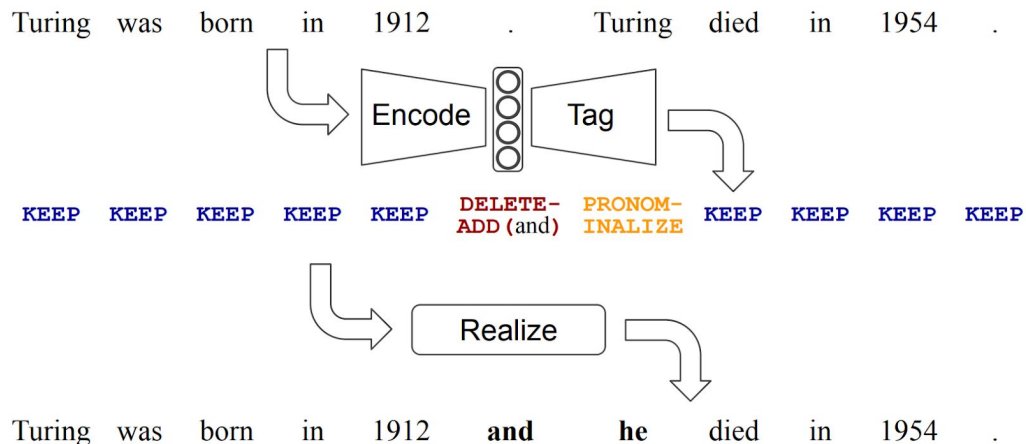 Turing was born in 1912 . Turing died in 1954 .
Encode Tag
KEEP KEEP KEEP KEEP KEEP DELETE- PRONOM- KEEP KEEP KEEP KEEP
ADD(and) INALIZE
Realize
Turing was born in 1912 and he died in 1954 .